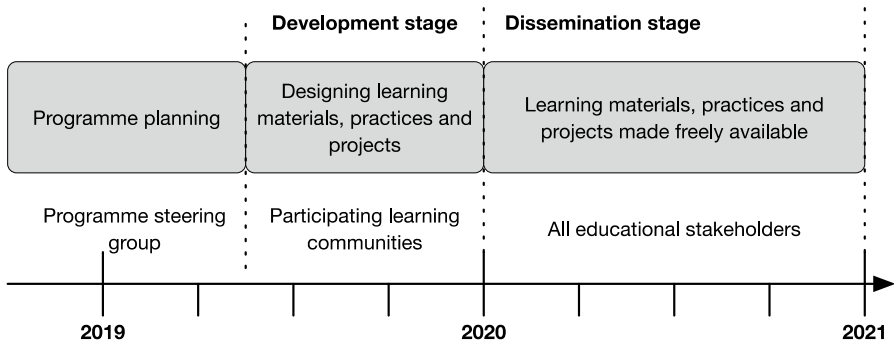 Development stage
Dissemination stage
Programme planning
Designing learning
materials, practices and
projects
Learning materials, practices and
projects made freely available
Programme steering
group
Participating learning
communities
All educational stakeholders
2019
2020
2021